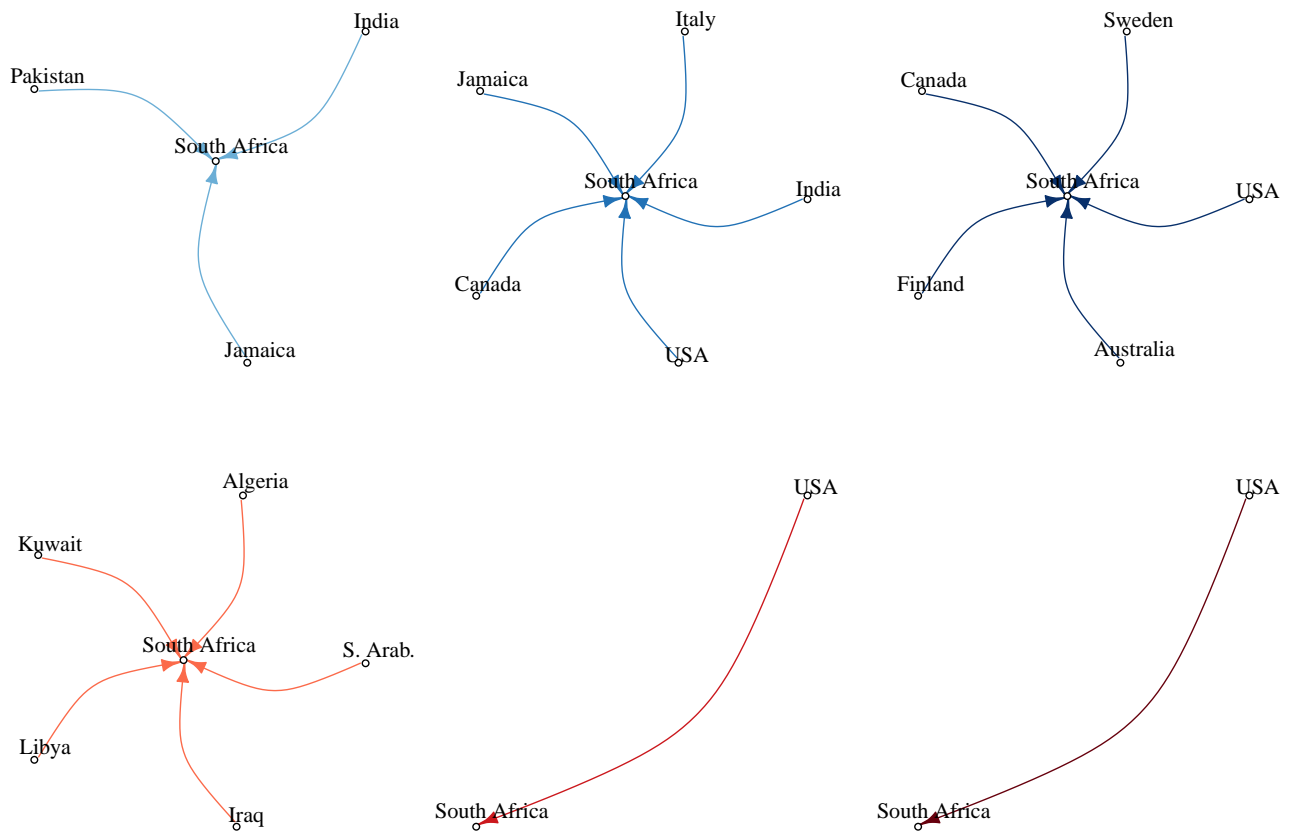 India
Pakistan
South Africa
Jamaica
Italy
Jamaica
South Africa
India
Canada
USA
Sweden
Canada
South Africa
USA
Finland
Australia
Algeria
Kuwait
South Africa
S. Arab.
Libya
Iraq
USA
South Africa
USA
South Africa